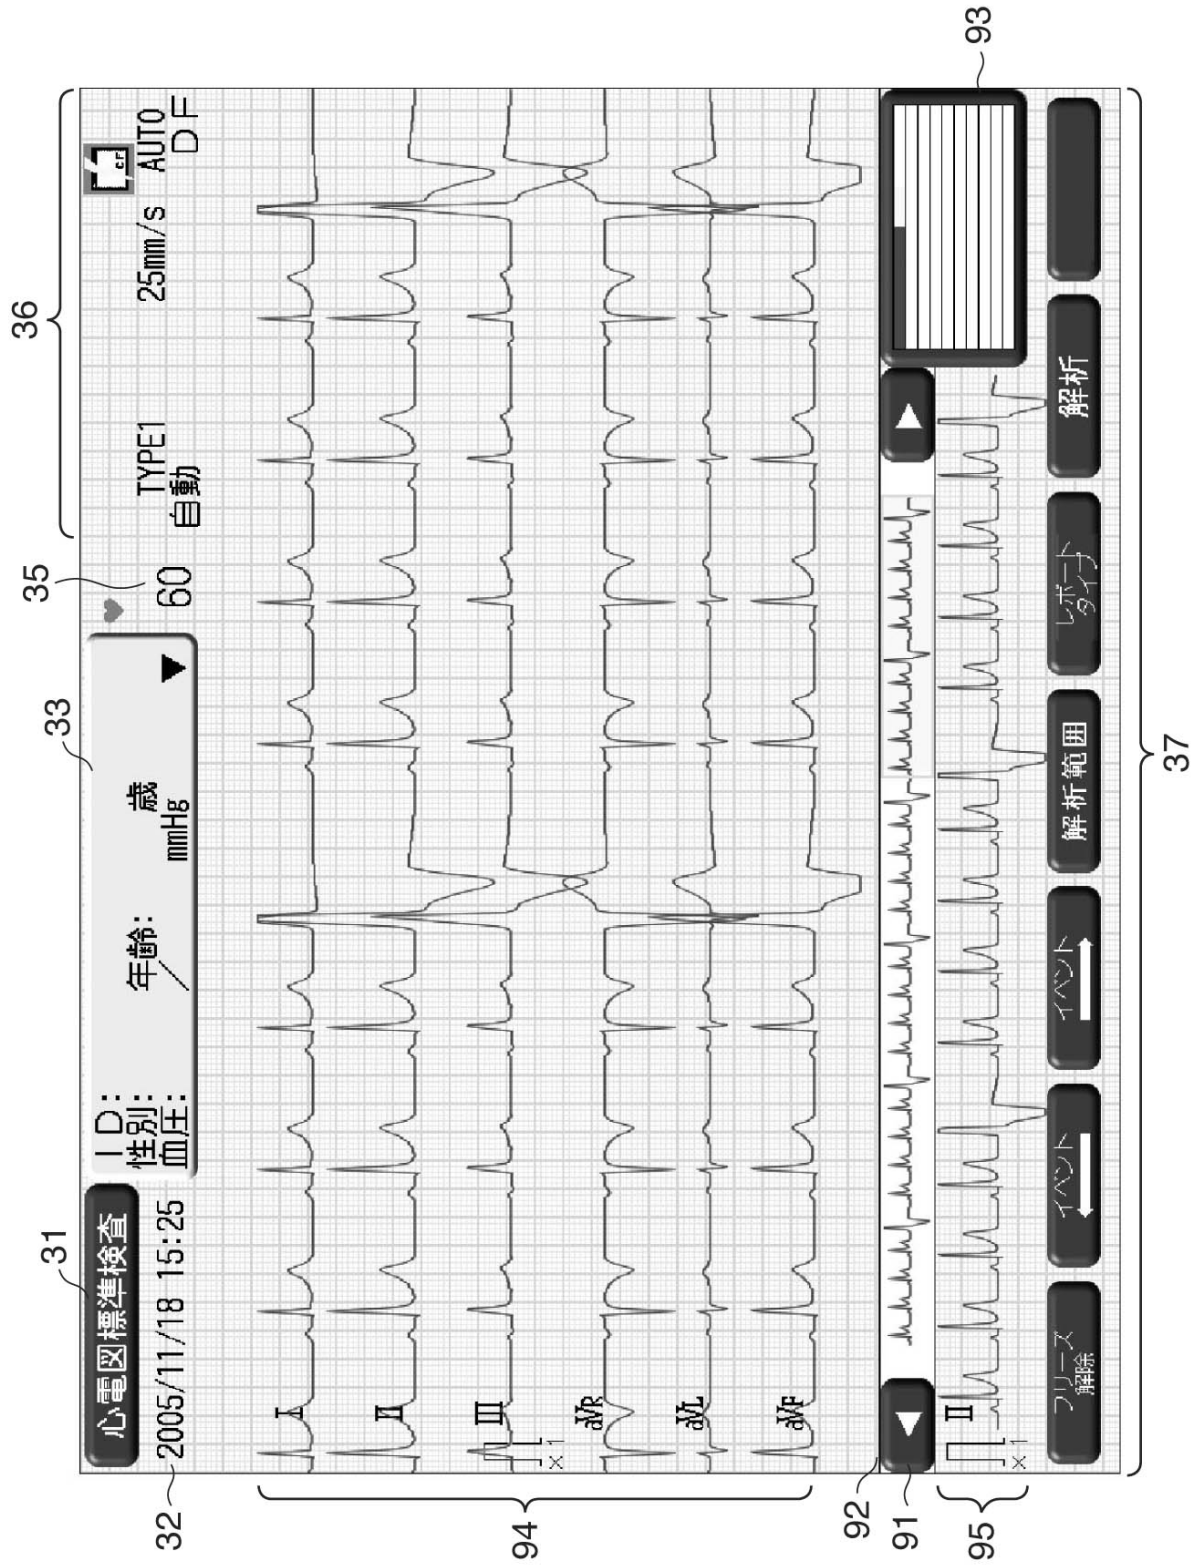 36
35
33
31
心電図標準検査
ID:
性別:
年齢:
歳
血圧:
/
mmHg
▼
60
TYPE1
25mm/s
AUTO
自動
DF
CF
32
2005/11/18 15:25
I
II
III
×1
aVR
aVL
aVF
94
92
91
◀
▶
93
95
II
×1
フリーズ
解除
イベント
←
イベント
→
解析範囲
レポート
タイプ
解析
37